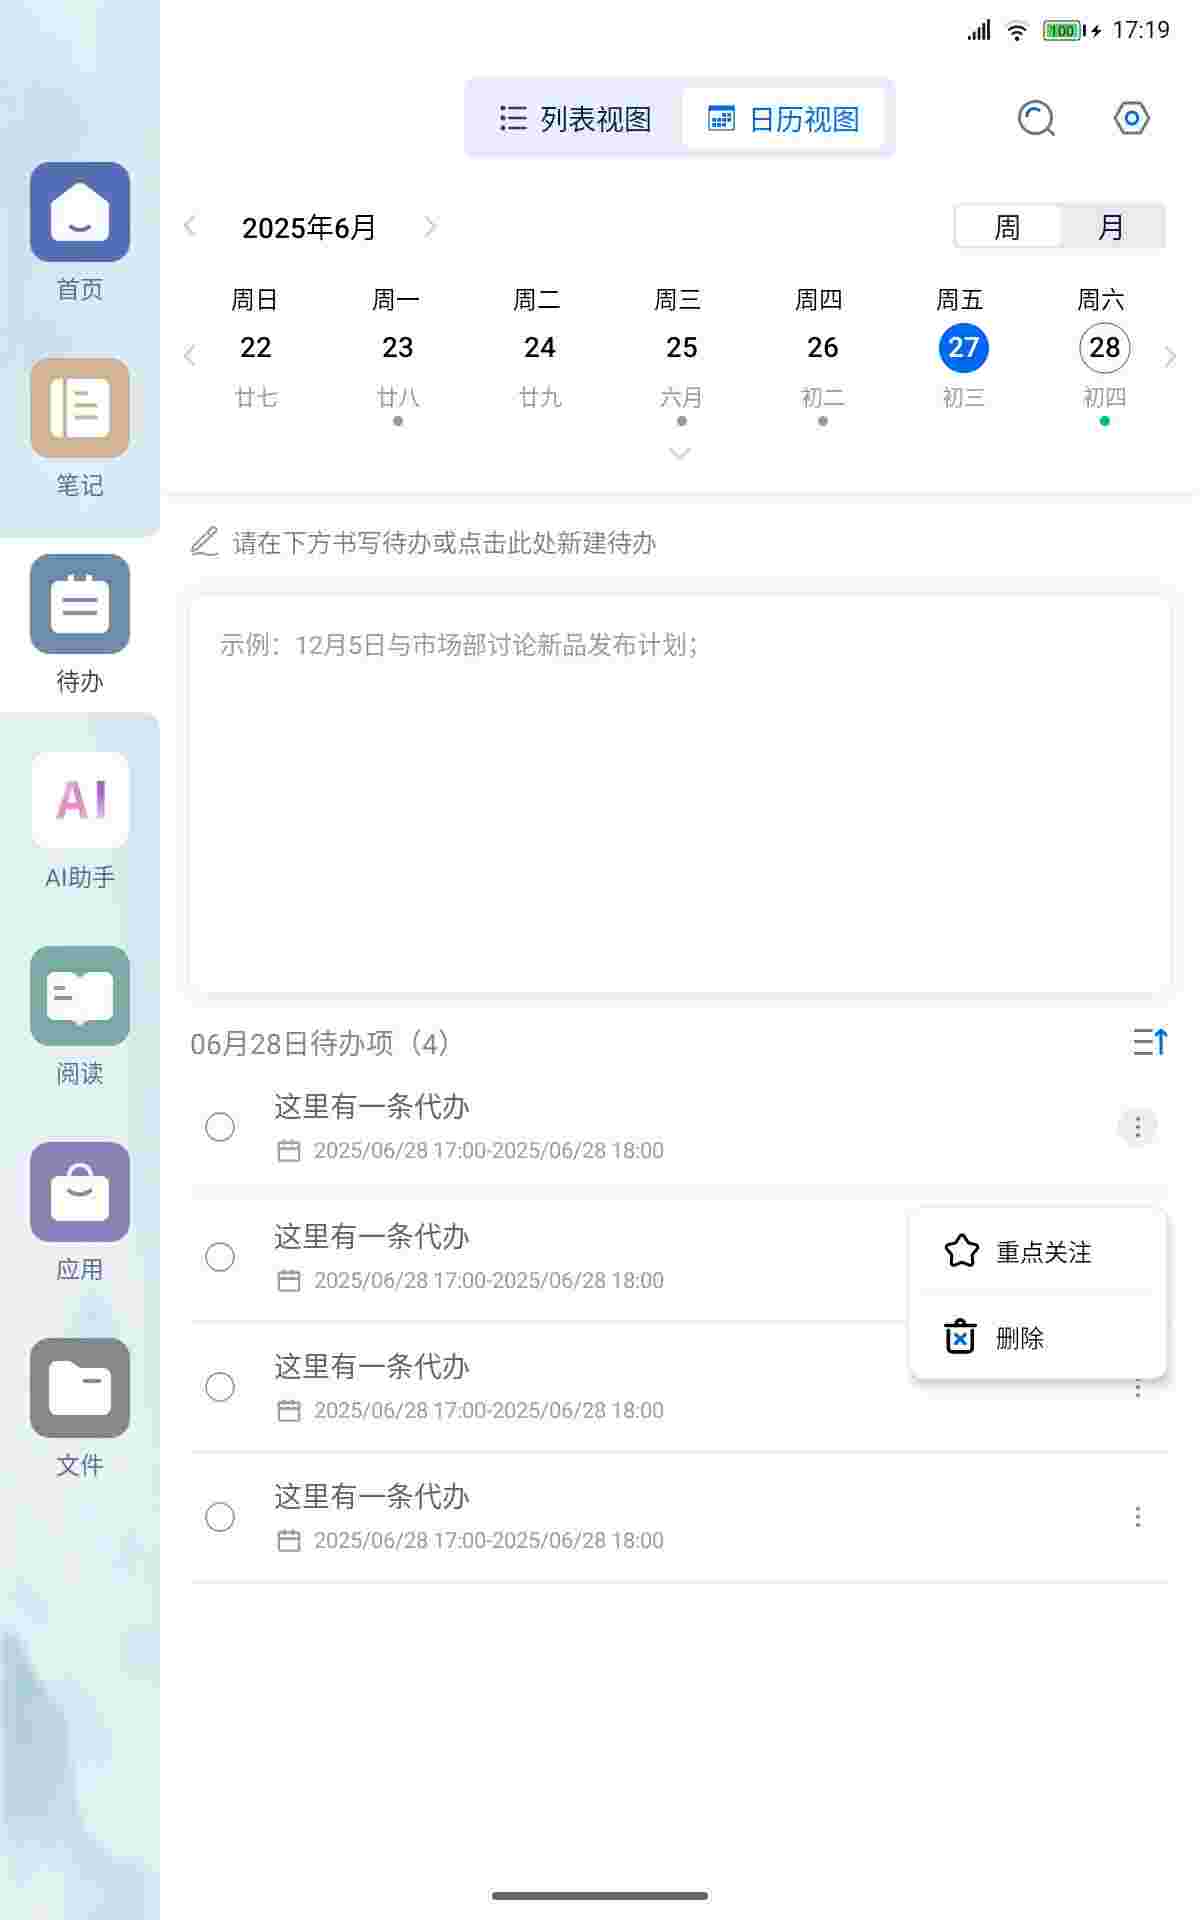 100 17:19
列表视图 日历视图
2025年6月 周 月
周日 周一 周二 周三 周四 周五 周六
22 23 24 25 26 27 28
廿七 廿八 廿九 六月 初二 初三 初四
请在下方书写待办或点击此处新建待办
示例：12月5日与市场部讨论新品发布计划；
06月28日待办项（4）
这里有一条代办
2025/06/28 17:00-2025/06/28 18:00
这里有一条代办
2025/06/28 17:00-2025/06/28 18:00
这里有一条代办
2025/06/28 17:00-2025/06/28 18:00
这里有一条代办
2025/06/28 17:00-2025/06/28 18:00
重点关注
删除
首页
笔记
待办
AI
AI助手
阅读
应用
文件